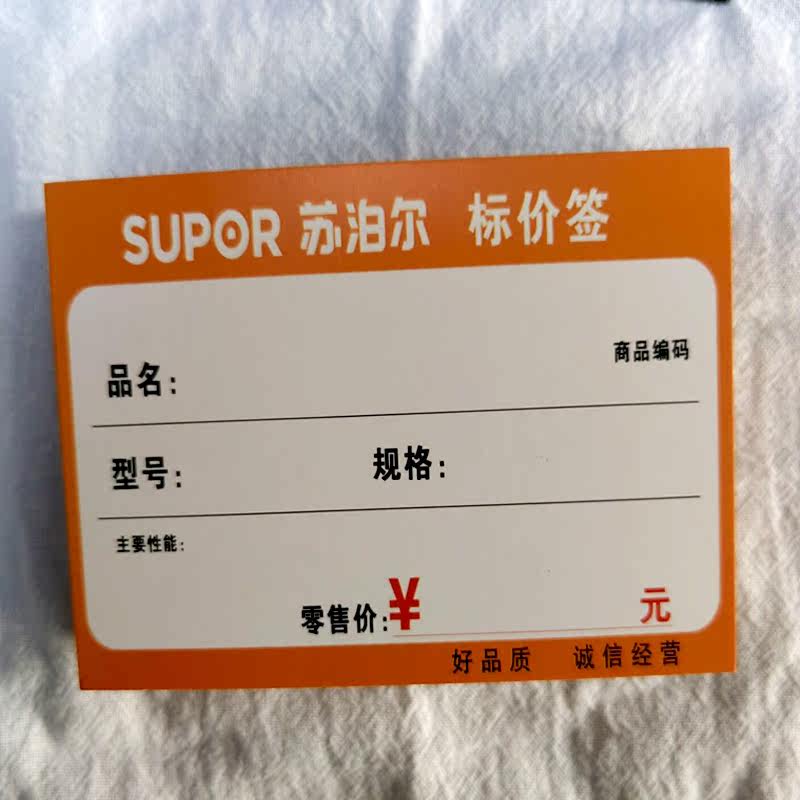 SUPOR 苏泊尔 标价签
商品编码
品名:
型号: 规格:
主要性能:
零售价:¥ 元
好品质 诚信经营